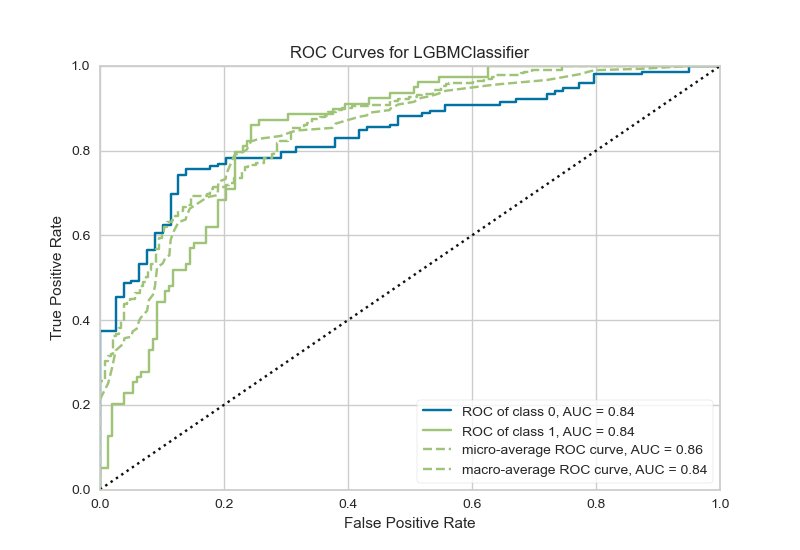 ROC Curves for LGBMClassifier
True Positive Rate
1.0
0.8
0.6
0.4
0.2
0.0
0.0 0.2 0.4 0.6 0.8 1.0
False Positive Rate
ROC of class 0, AUC = 0.84
ROC of class 1, AUC = 0.84
micro-average ROC curve, AUC = 0.86
macro-average ROC curve, AUC = 0.84